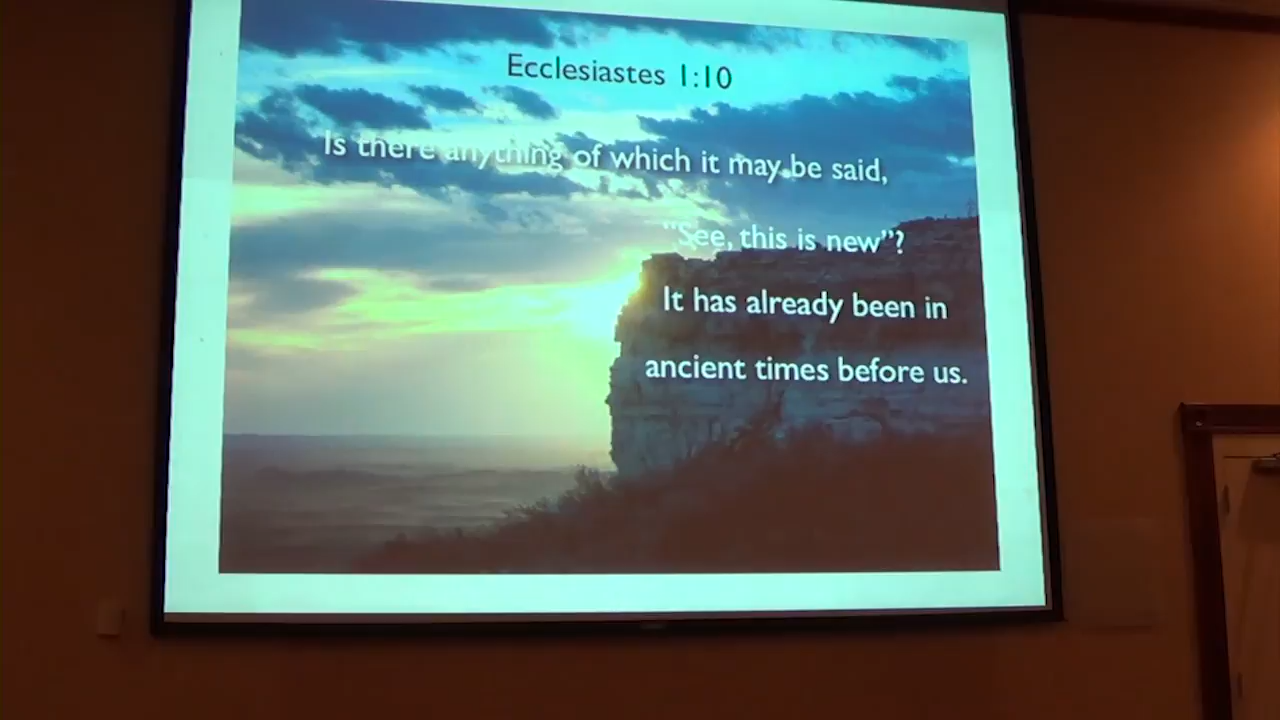 Ecclesiastes 1:10
Is there anything of which it may be said,
“See, this is new”?
It has already been in
ancient times before us.